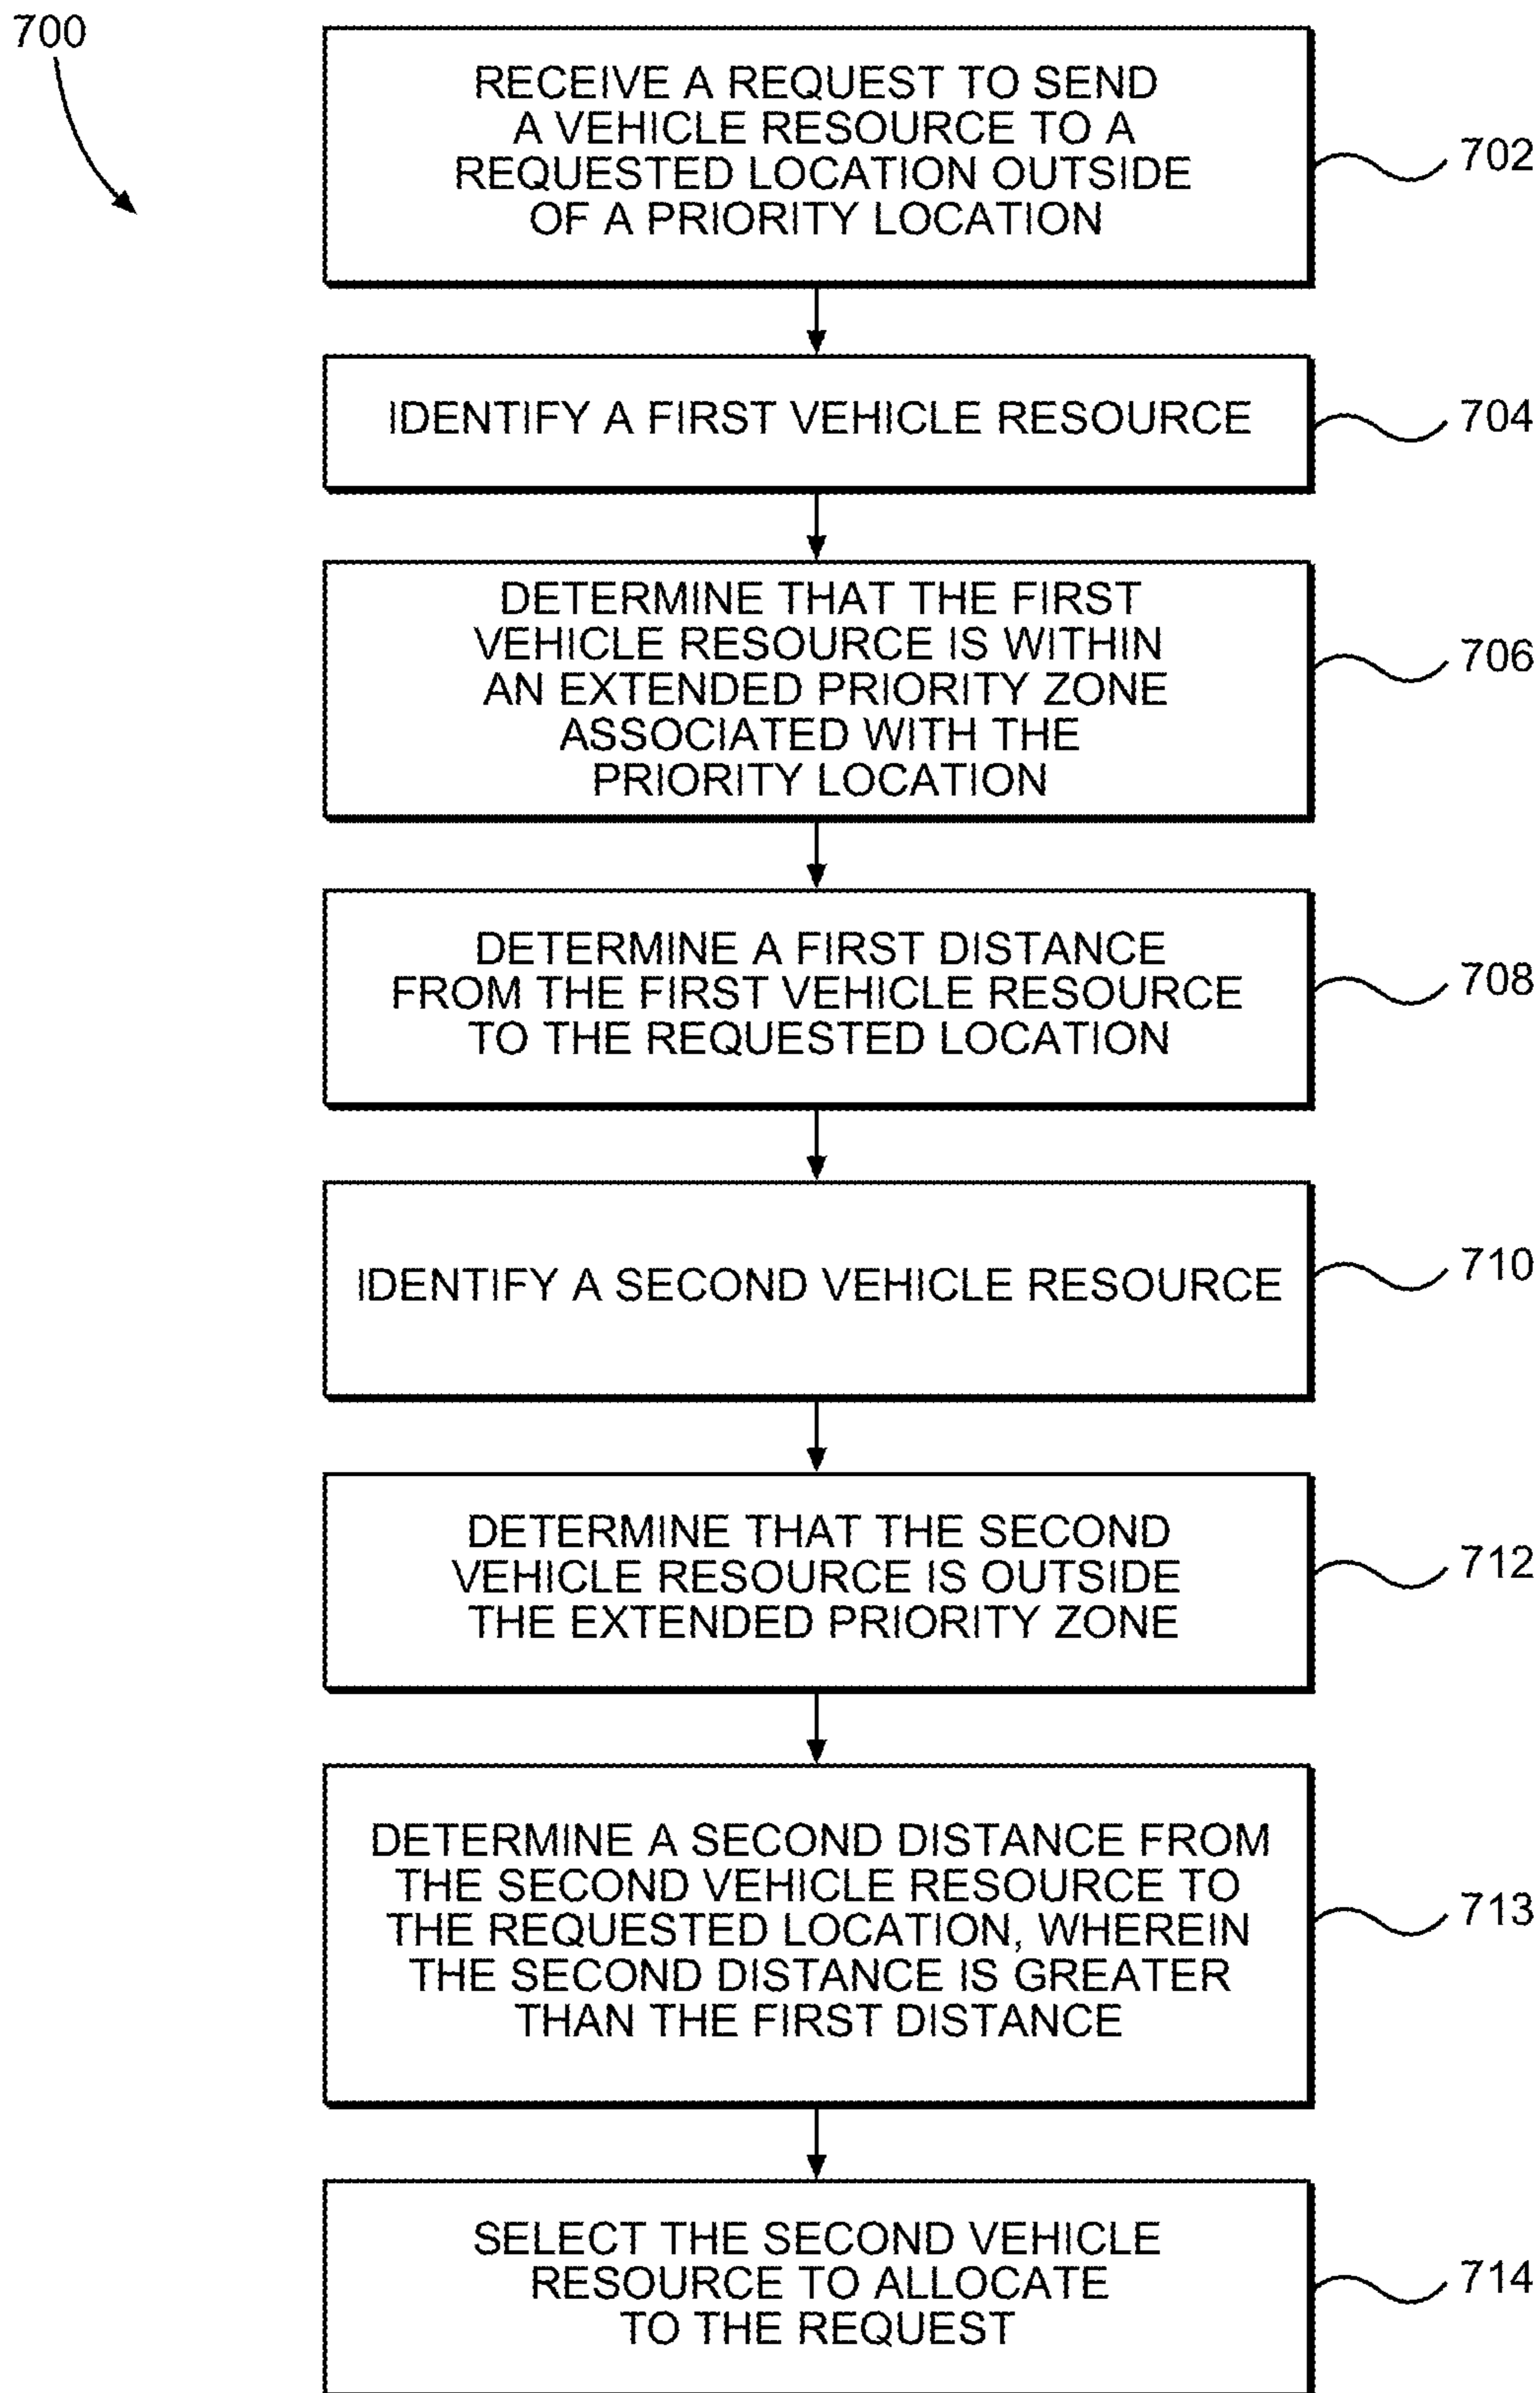 700
RECEIVE A REQUEST TO SEND
A VEHICLE RESOURCE TO A
REQUESTED LOCATION OUTSIDE
OF A PRIORITY LOCATION
702
IDENTIFY A FIRST VEHICLE RESOURCE
704
DETERMINE THAT THE FIRST
VEHICLE RESOURCE IS WITHIN
AN EXTENDED PRIORITY ZONE
ASSOCIATED WITH THE
PRIORITY LOCATION
706
DETERMINE A FIRST DISTANCE
FROM THE FIRST VEHICLE RESOURCE
TO THE REQUESTED LOCATION
708
IDENTIFY A SECOND VEHICLE RESOURCE
710
DETERMINE THAT THE SECOND
VEHICLE RESOURCE IS OUTSIDE
THE EXTENDED PRIORITY ZONE
712
DETERMINE A SECOND DISTANCE FROM
THE SECOND VEHICLE RESOURCE TO
THE REQUESTED LOCATION, WHEREIN
THE SECOND DISTANCE IS GREATER
THAN THE FIRST DISTANCE
713
SELECT THE SECOND VEHICLE
RESOURCE TO ALLOCATE
TO THE REQUEST
714